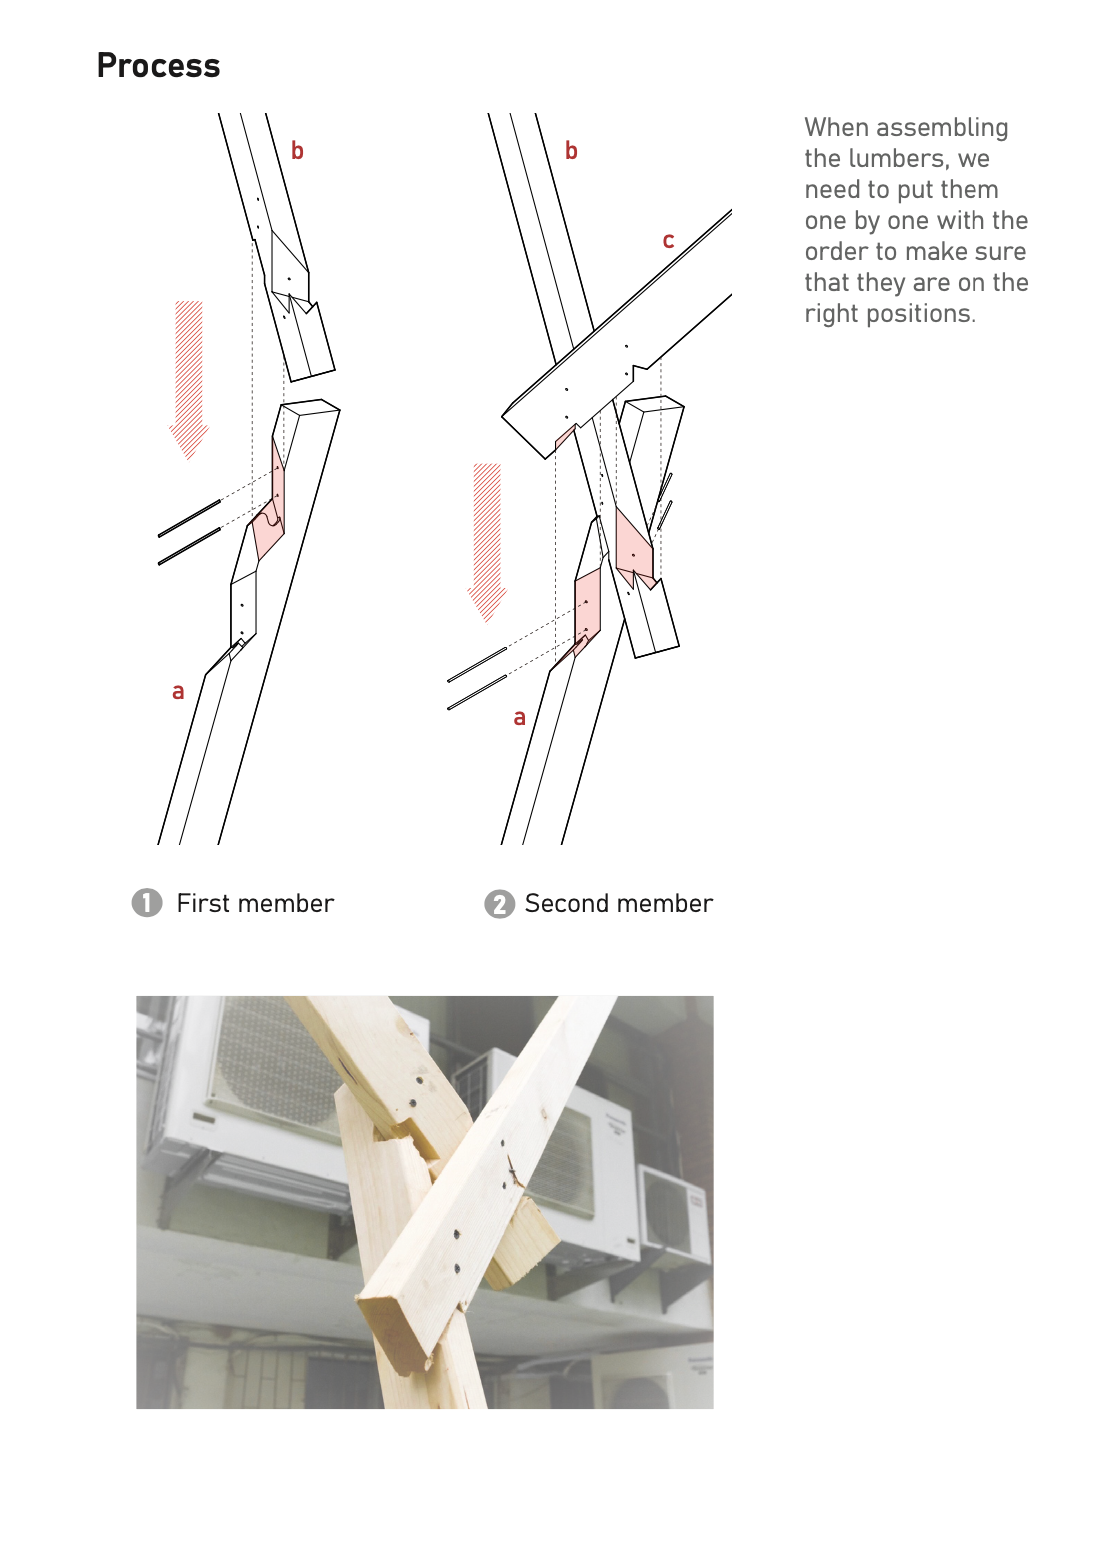 Process
b
a
b
c
a
When assembling
the lumbers, we
need to put them
one by one with the
order to make sure
that they are on the
right positions.
1 First member
2 Second member